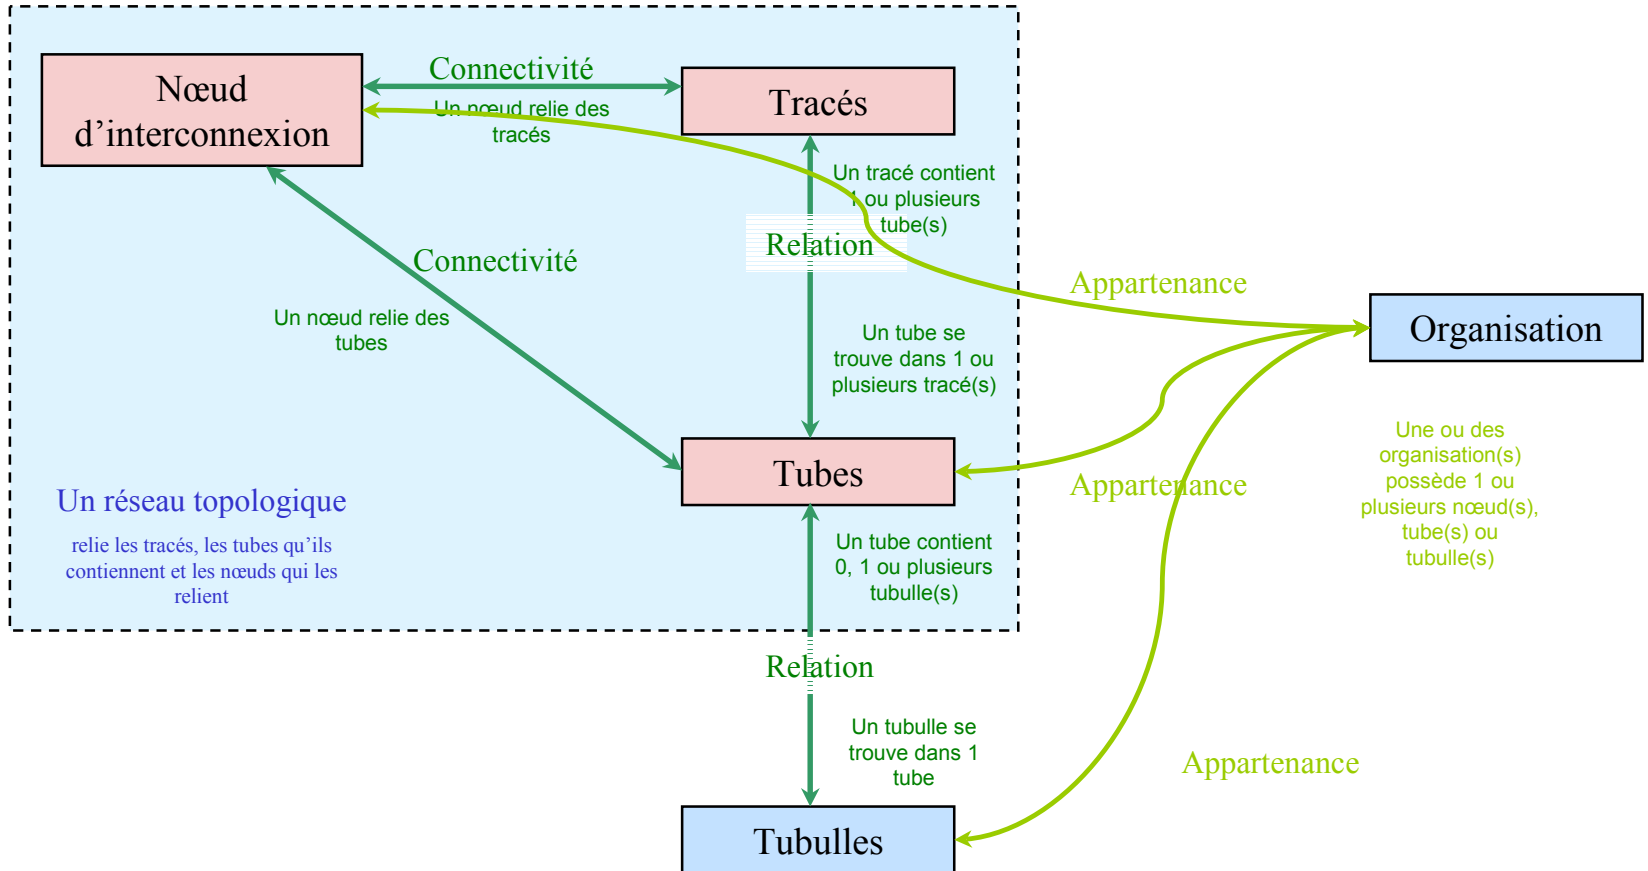 Nœud
d’interconnexion
Connectivité
Un nœud relie des
tracés
Tracés
Un tracé contient
1 ou plusieurs
tube(s)
Relation
Connectivité
Un nœud relie des
tubes
Un tube se
trouve dans 1 ou
plusieurs tracé(s)
Appartenance
Organisation
Une ou des
organisation(s)
possède 1 ou
plusieurs nœud(s),
tube(s) ou
tubulle(s)
Tubes
Appartenance
Un réseau topologique
relie les tracés, les tubes qu’ils
contiennent et les nœuds qui les
relient
Un tube contient
0, 1 ou plusieurs
tubulle(s)
Relation
Un tubulle se
trouve dans 1
tube
Appartenance
Tubulles